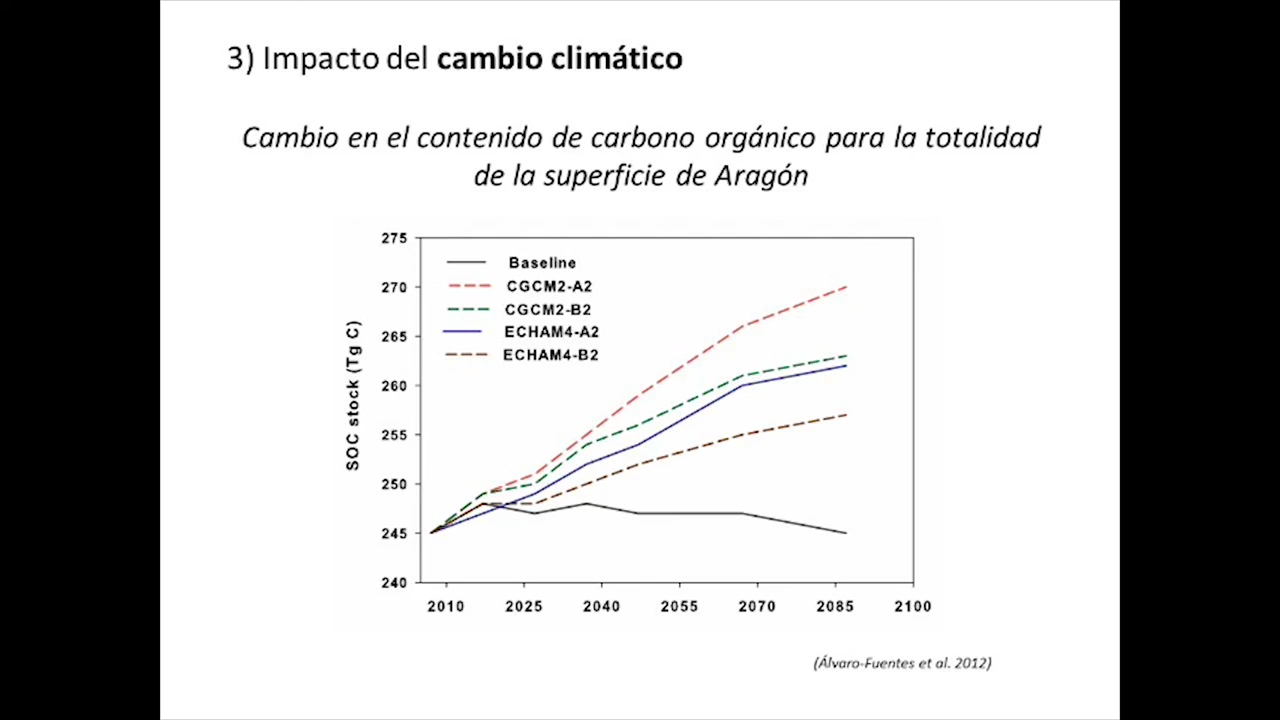 3) Impacto del cambio climático
Cambio en el contenido de carbono orgánico para la totalidad
de la superficie de Aragón
275
270
265
260
255
250
245
240
SOC stock (Tg C)
Baseline
CGCM2-A2
CGCM2-B2
ECHAM4-A2
ECHAM4-B2
2010 2025 2040 2055 2070 2085 2100
(Álvaro-Fuentes et al. 2012)